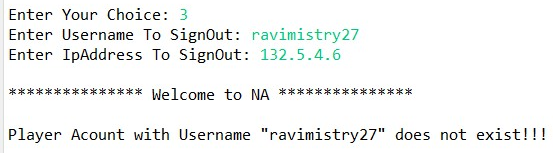 Enter Your Choice: 3
Enter Username To SignOut: ravimistry27
Enter IpAddress To SignOut: 132.5.4.6
*************** Welcome to NA ***************
Player Acount with Username "ravimistry27" does not exist!!!